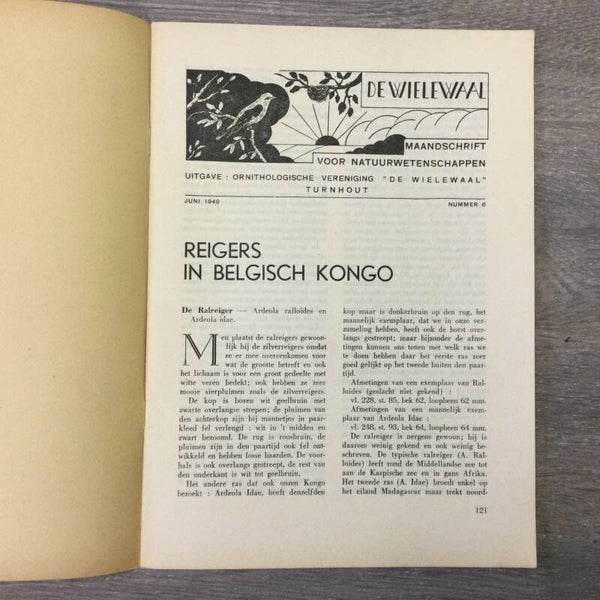 DE WIELEWAAL
MAANDSCHRIFT
VOOR NATUURWETENSCHAPPEN
UITGAVE : ORNITHOLOGISCHE VERENIGING "DE WIELEWAAL"
TURNHOUT
JUNI 1949 NUMMER 6
REIGERS
IN BELGISCH KONGO
De Ralreiger — Ardeola ralloides en
Ardeola idae.
Men plaatst de ralreigers gewoon-
lijk bij de zilverreigers omdat
ze er mee overeenkomen voor
wat de grootte betreft en ook
het lichaam is voor een groot gedeelte met
witte veren bedekt; ook hebben ze zeer
mooie sierpluimen zoals de zilverreigers.
De kop is boven wit geelbruin met
zwarte overlangse strepen; de pluimen van
den achterkop zijn bij mannetjes in paar-
kleed fel verlengd : wit in 't midden en
zwart bezoomd. De rug is roosbruin, de
pluimen zijn in den paartijd ook fel ont-
wikkeld en hebben losse baarden. De voor-
hals is ook overlangs gestreept, de rest van
den onderkant is wit tot geelbruin.
Het andere ras dat ook onzen Kongo
bezoekt : Ardeola Idae, heeft denzelfden
kop maar is donkerbruin op den rug, het
mannelijk exemplaar, dat we in onze ver-
zameling hebben, heeft ook de borst over-
langs gestreept; maar bijzonder de afme-
tingen kunnen ons tonen met welk ras we
te doen hebben daar het eerste ras zeer
goed gelijkt op het tweede buiten den paar-
tijd.
Afmetingen van een exemplaar van Ral-
loides (geslacht niet gekend) :
vl. 228, st. 85, bek 62, loopbeen 62 mm.
Afmetingen van een mannelijk exem-
plaar van Ardeola Idae :
vl. 248, st. 93, bek 64, loopbeen 64 mm.
De ralreiger is nergens gewoon; hij is
daarom weinig gekend en ook weinig be-
schreven. De typische ralreiger (A. Ral-
loides) leeft rond de Middellandse zee tot
aan de Kaspische zee en in gans Afrika.
Het tweede ras (A. Idae) broedt enkel op
het eiland Madagascar maar trekt noord-
121